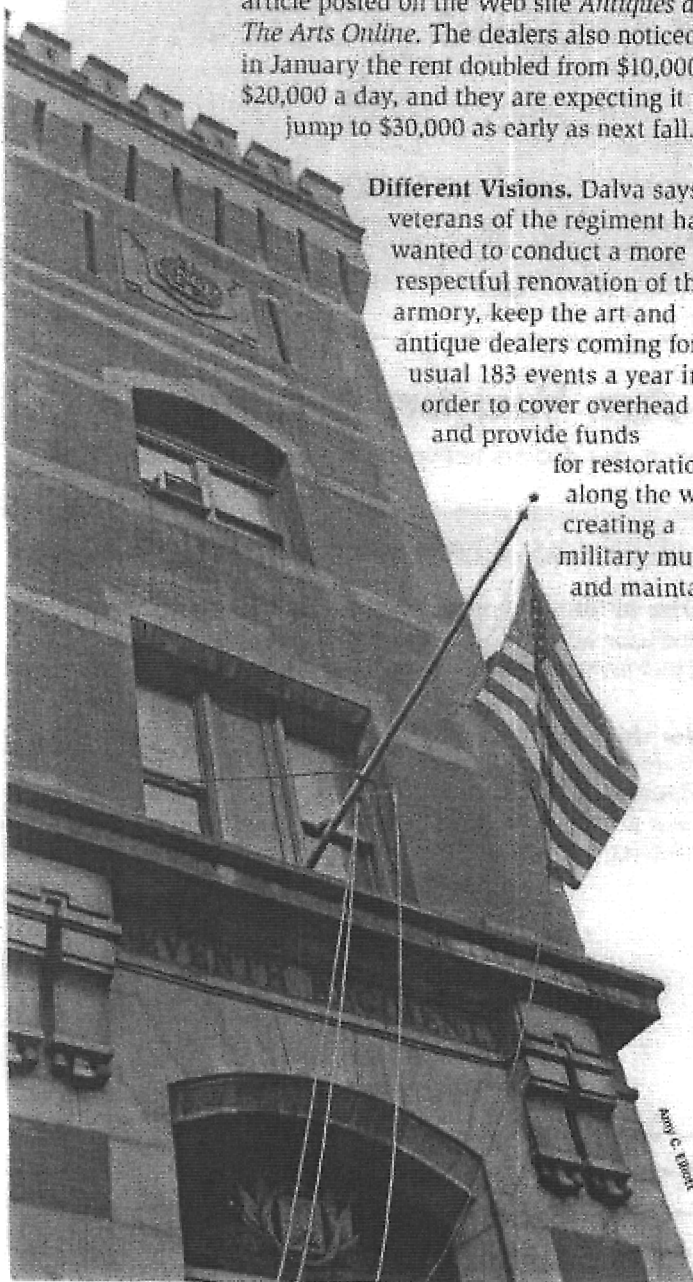 article posted on the Web site Antiques a
The Arts Online. The dealers also noticed
in January the rent doubled from $10,000
$20,000 a day, and they are expecting it
jump to $30,000 as early as next fall.
Different Visions. Dalva says
veterans of the regiment ha
wanted to conduct a more
respectful renovation of th
armory, keep the art and
antique dealers coming for
usual 183 events a year in
order to cover overhead
and provide funds
for restoratio
along the w
creating a
military mu
and mainta
VENTH REGIMENT
Amy C. Elliott